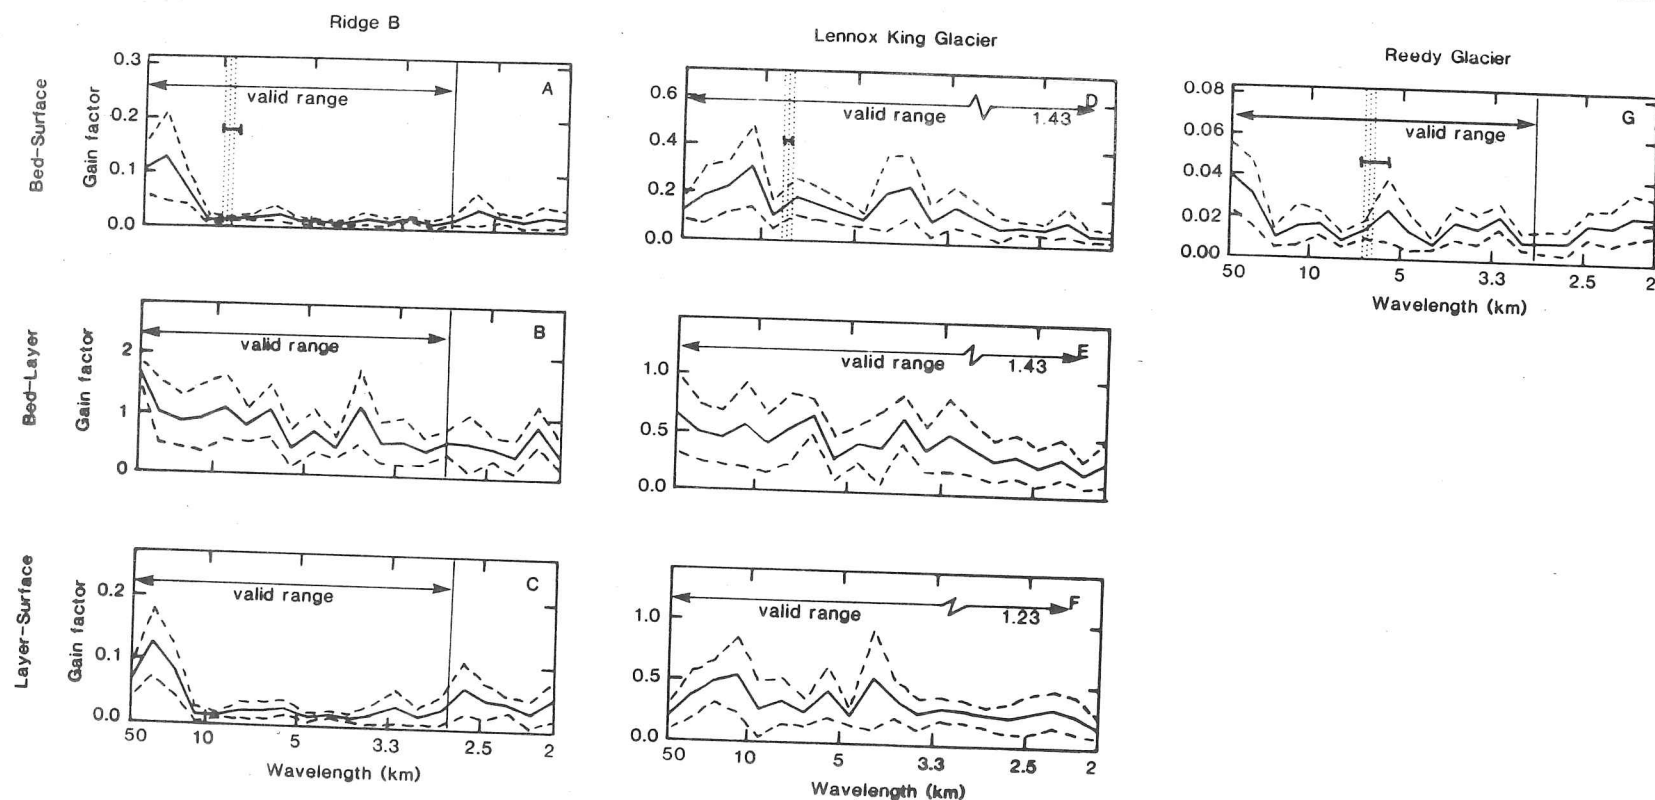 Ridge B
Lennox King Glacier
Reedy Glacier
Bed-Surface
Gain factor
0.3
0.2
0.1
0.0
valid range
A
0.6
0.4
0.2
0.0
valid range
1.43
D
0.08
0.06
0.04
0.02
0.00
valid range
G
50 10 5 3.3 2.5 2
Wavelength (km)
Bed-Layer
Gain factor
2
1
0
valid range
B
1.0
0.5
0.0
valid range
1.43
E
Layer-Surface
Gain factor
0.2
0.1
0.0
valid range
C
50 10 5 3.3 2.5 2
Wavelength (km)
1.0
0.5
0.0
valid range
1.23
F
50 10 5 3.3 2.5 2
Wavelength (km)